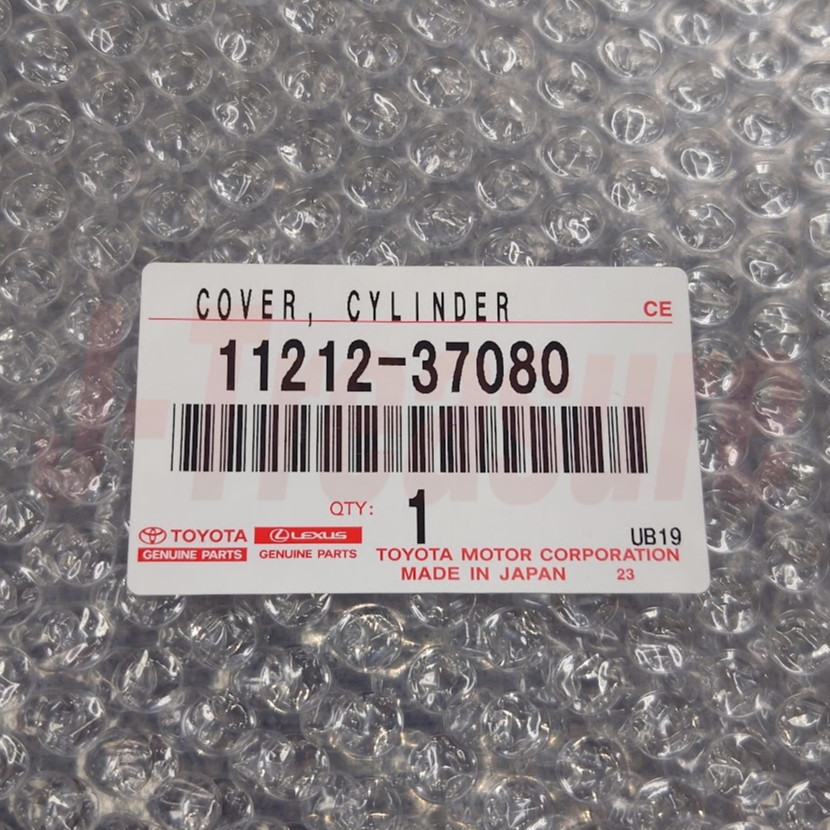 COVER, CYLINDER
CE
11212-37080
J-Treasure
QTY: 1
UB19
TOYOTA LEXUS
GENUINE PARTS GENUINE PARTS
TOYOTA MOTOR CORPORATION
MADE IN JAPAN 23